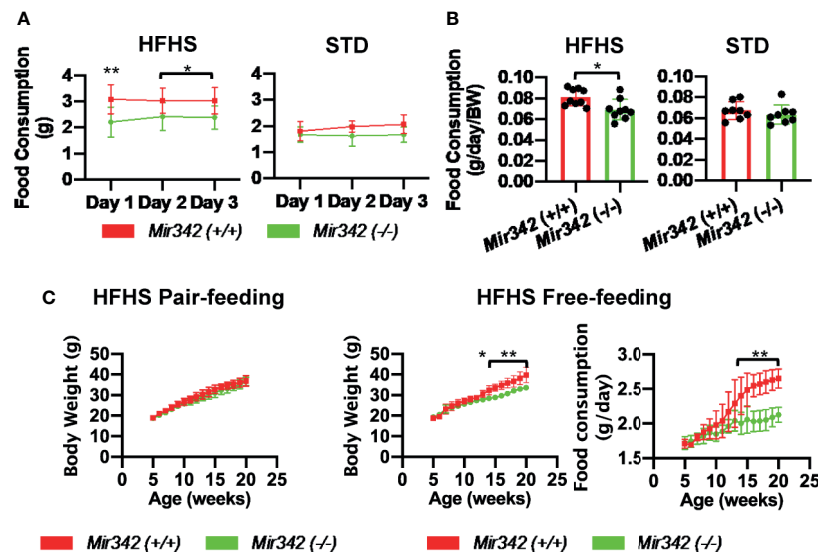 A
HFHS
STD
Food Consumption
(g)
4
3
2
1
0
**
*
Day 1 Day 2 Day 3
4
3
2
1
0
Day 1 Day 2 Day 3
Mir342 (+/+)
Mir342 (-/-)
B
HFHS
STD
Food Consumption
(g/day/BW)
0.10
0.08
0.06
0.04
0.02
0.00
*
Mir342 (+/+)
Mir342 (-/-)
0.10
0.08
0.06
0.04
0.02
0.00
Mir342 (+/+)
Mir342 (-/-)
C
HFHS Pair-feeding
HFHS Free-feeding
Body Weight (g)
50
40
30
20
10
0
0 5 10 15 20 25
Age (weeks)
Body Weight (g)
50
40
30
20
10
0
* **
0 5 10 15 20 25
Age (weeks)
Food consumption
(g/day)
3.0
2.5
2.0
1.5
**
0 5 10 15 20 25
Age (weeks)
Mir342 (+/+)
Mir342 (-/-)
Mir342 (+/+)
Mir342 (-/-)